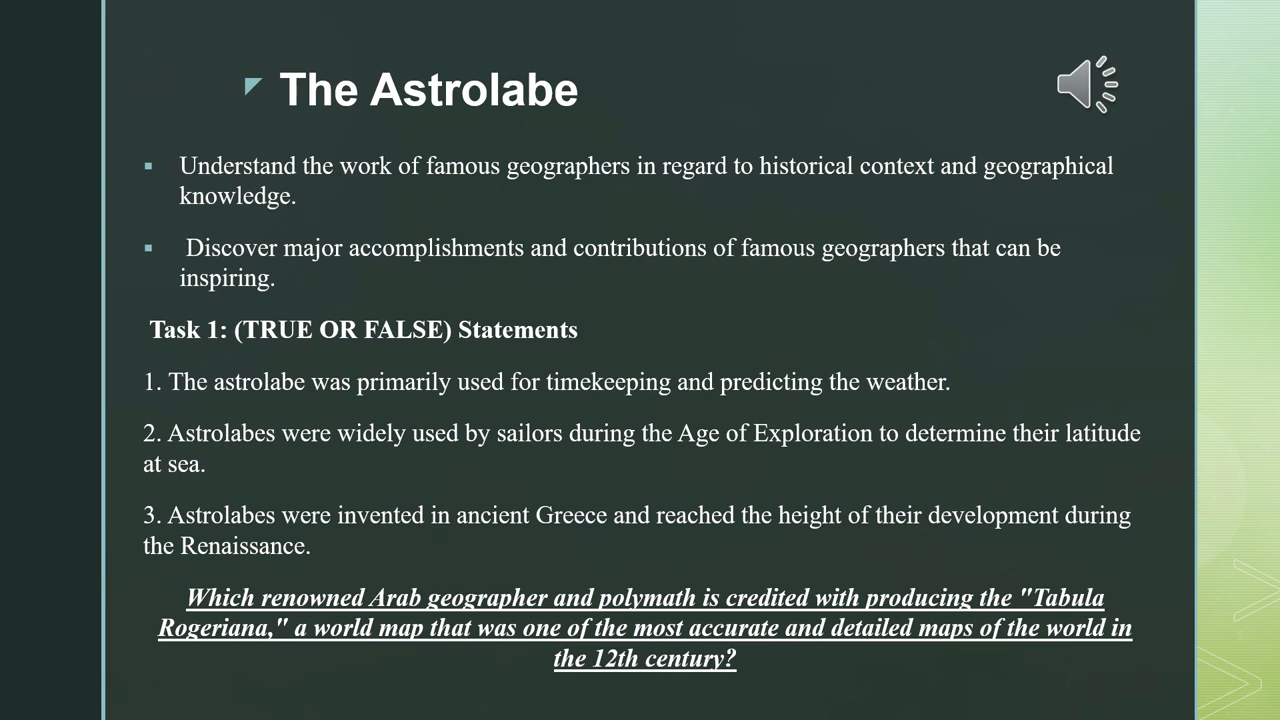 The Astrolabe
Understand the work of famous geographers in regard to historical context and geographical
knowledge.
Discover major accomplishments and contributions of famous geographers that can be
inspiring.
Task 1: (TRUE OR FALSE) Statements
1. The astrolabe was primarily used for timekeeping and predicting the weather.
2. Astrolabes were widely used by sailors during the Age of Exploration to determine their latitude
at sea.
3. Astrolabes were invented in ancient Greece and reached the height of their development during
the Renaissance.
Which renowned Arab geographer and polymath is credited with producing the "Tabula
Rogeriana," a world map that was one of the most accurate and detailed maps of the world in
the 12th century?